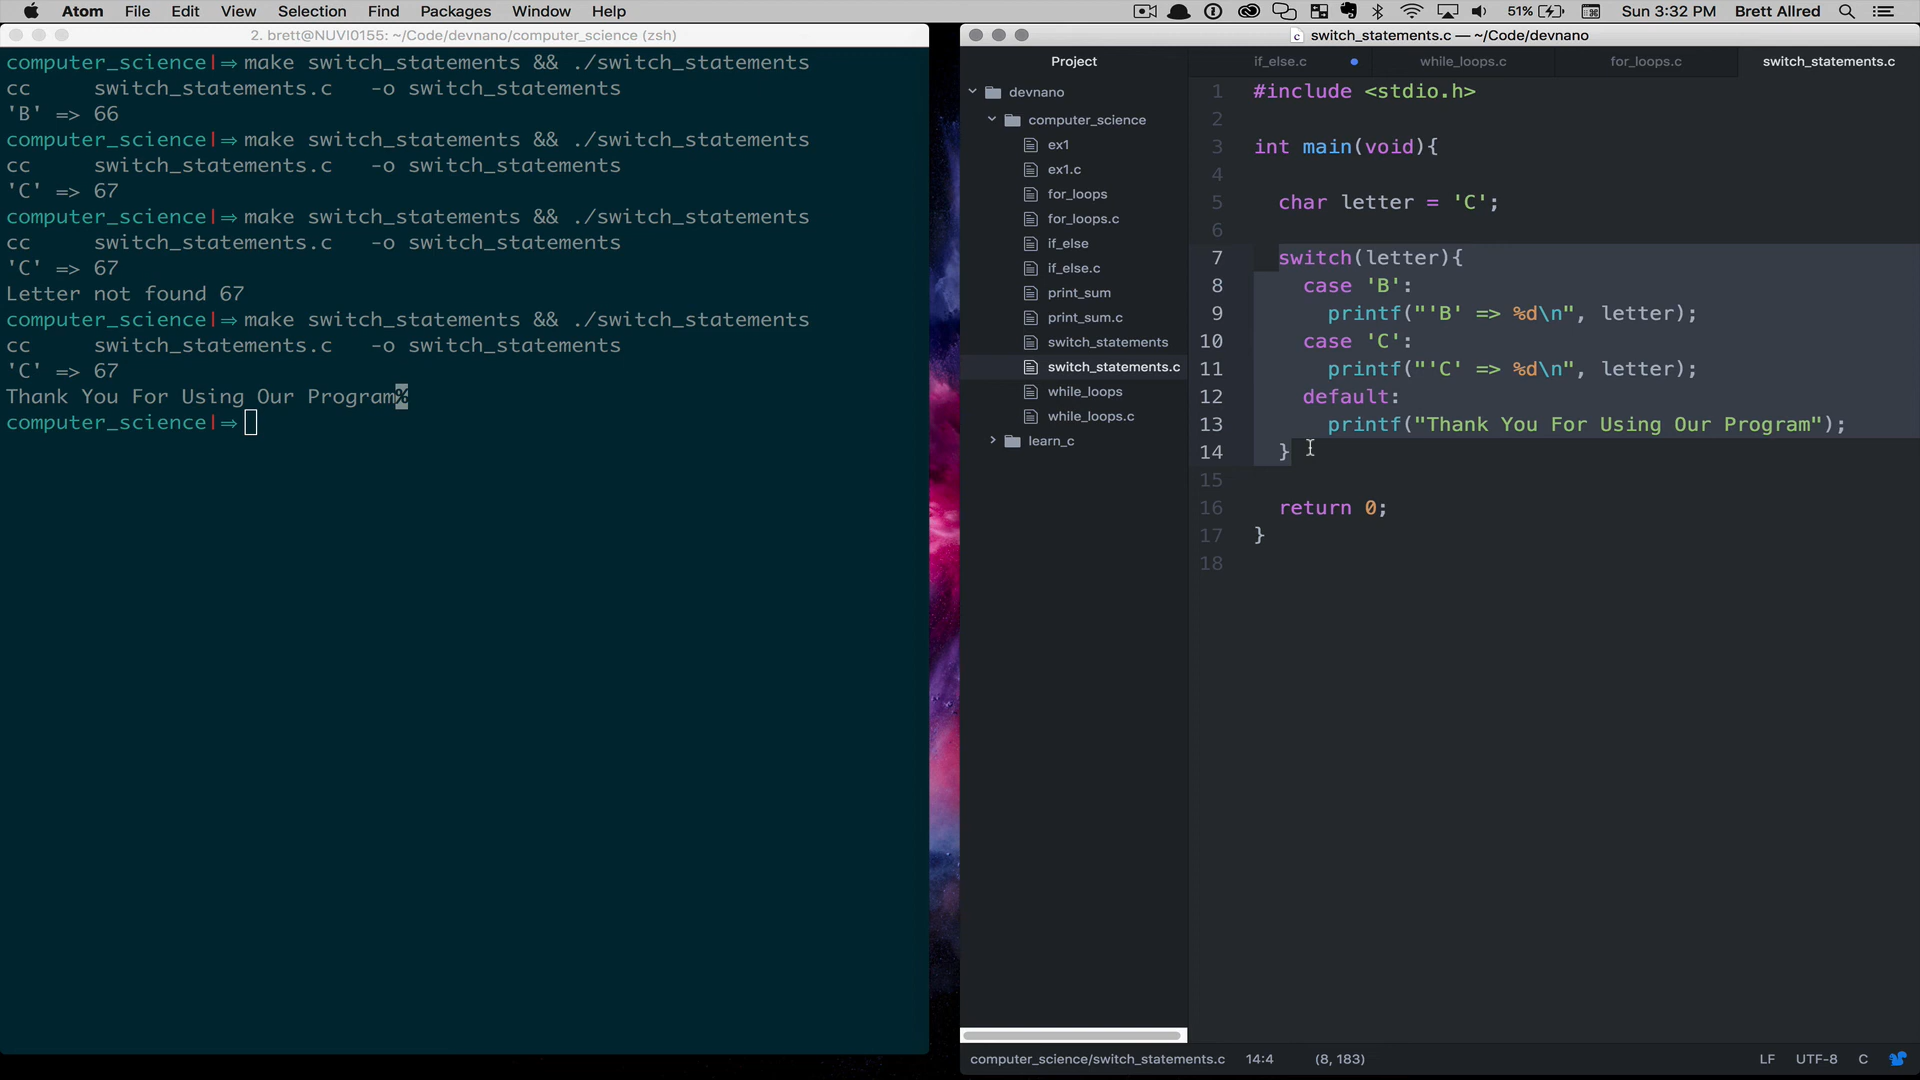 Atom File Edit View Selection Find Packages Window Help 51% Sun 3:32 PM Brett Allred
2. brett@NUVI0155: ~/Code/devnano/computer_science (zsh)
computer_science|⇒ make switch_statements && ./switch_statements
cc     switch_statements.c   -o switch_statements
'B' => 66
computer_science|⇒ make switch_statements && ./switch_statements
cc     switch_statements.c   -o switch_statements
'C' => 67
computer_science|⇒ make switch_statements && ./switch_statements
cc     switch_statements.c   -o switch_statements
'C' => 67
Letter not found 67
computer_science|⇒ make switch_statements && ./switch_statements
cc     switch_statements.c   -o switch_statements
'C' => 67
Thank You For Using Our Program%
computer_science|⇒
switch_statements.c — ~/Code/devnano
Project
devnano
computer_science
ex1
ex1.c
for_loops
for_loops.c
if_else
if_else.c
print_sum
print_sum.c
switch_statements
switch_statements.c
while_loops
while_loops.c
learn_c
if_else.c while_loops.c for_loops.c switch_statements.c
1 #include <stdio.h>
2
3 int main(void){
4
5   char letter = 'C';
6
7   switch(letter){
8     case 'B':
9       printf("'B' => %d\n", letter);
10     case 'C':
11       printf("'C' => %d\n", letter);
12     default:
13       printf("Thank You For Using Our Program");
14   }
15
16   return 0;
17 }
18
computer_science/switch_statements.c 14:4 (8, 183) LF UTF-8 C